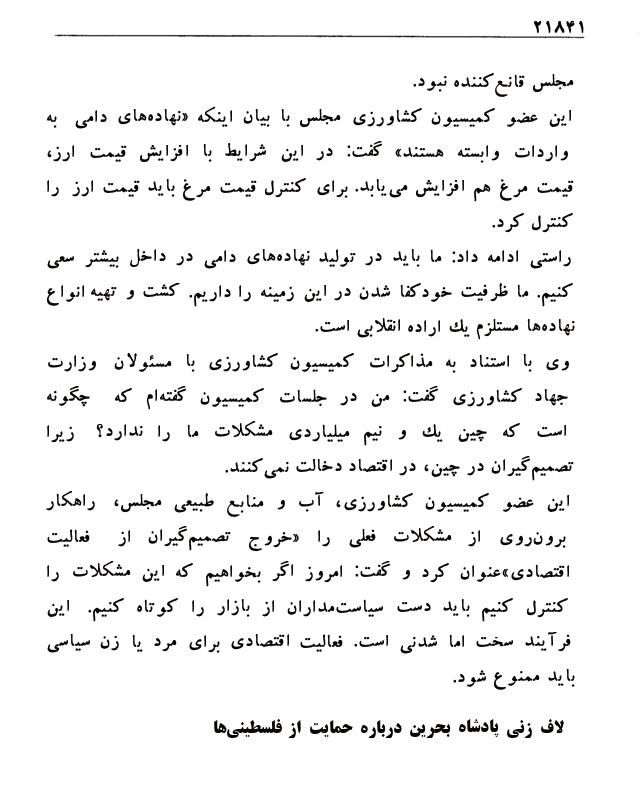 ۲۱۸۴۱
مجلس قانع‌کننده نبود.
این عضو کمیسیون کشاورزی مجلس با بیان اینکه «نهاده‌های دامی به
واردات وابسته هستند» گفت: در این شرایط با افزایش قیمت ارز،
قیمت مرغ هم افزایش می‌یابد. برای کنترل قیمت مرغ باید قیمت ارز را
کنترل کرد.
راستی ادامه داد: ما باید در تولید نهاده‌های دامی در داخل بیشتر سعی
کنیم. ما ظرفیت خودکفا شدن در این زمینه را داریم. کشت و تهیه انواع
نهاده‌ها مستلزم یك اراده انقلابی است.
وی با استناد به مذاکرات کمیسیون کشاورزی با مسئولان وزارت
جهاد کشاورزی گفت: من در جلسات کمیسیون گفته‌ام که چگونه
است که چین یك و نیم میلیاردی مشکلات ما را ندارد؟ زیرا
تصمیم‌گیران در چین، در اقتصاد دخالت نمی‌کنند.
این عضو کمیسیون کشاورزی، آب و منابع طبیعی مجلس، راهکار
برون‌روی از مشکلات فعلی را «خروج تصمیم‌گیران از فعالیت
اقتصادی»عنوان کرد و گفت: امروز اگر بخواهیم که این مشکلات را
کنترل کنیم باید دست سیاست‌مداران از بازار را کوتاه کنیم. این
فرآیند سخت اما شدنی است. فعالیت اقتصادی برای مرد یا زن سیاسی
باید ممنوع شود.
لاف زنی پادشاه بحرین درباره حمایت از فلسطینی‌ها